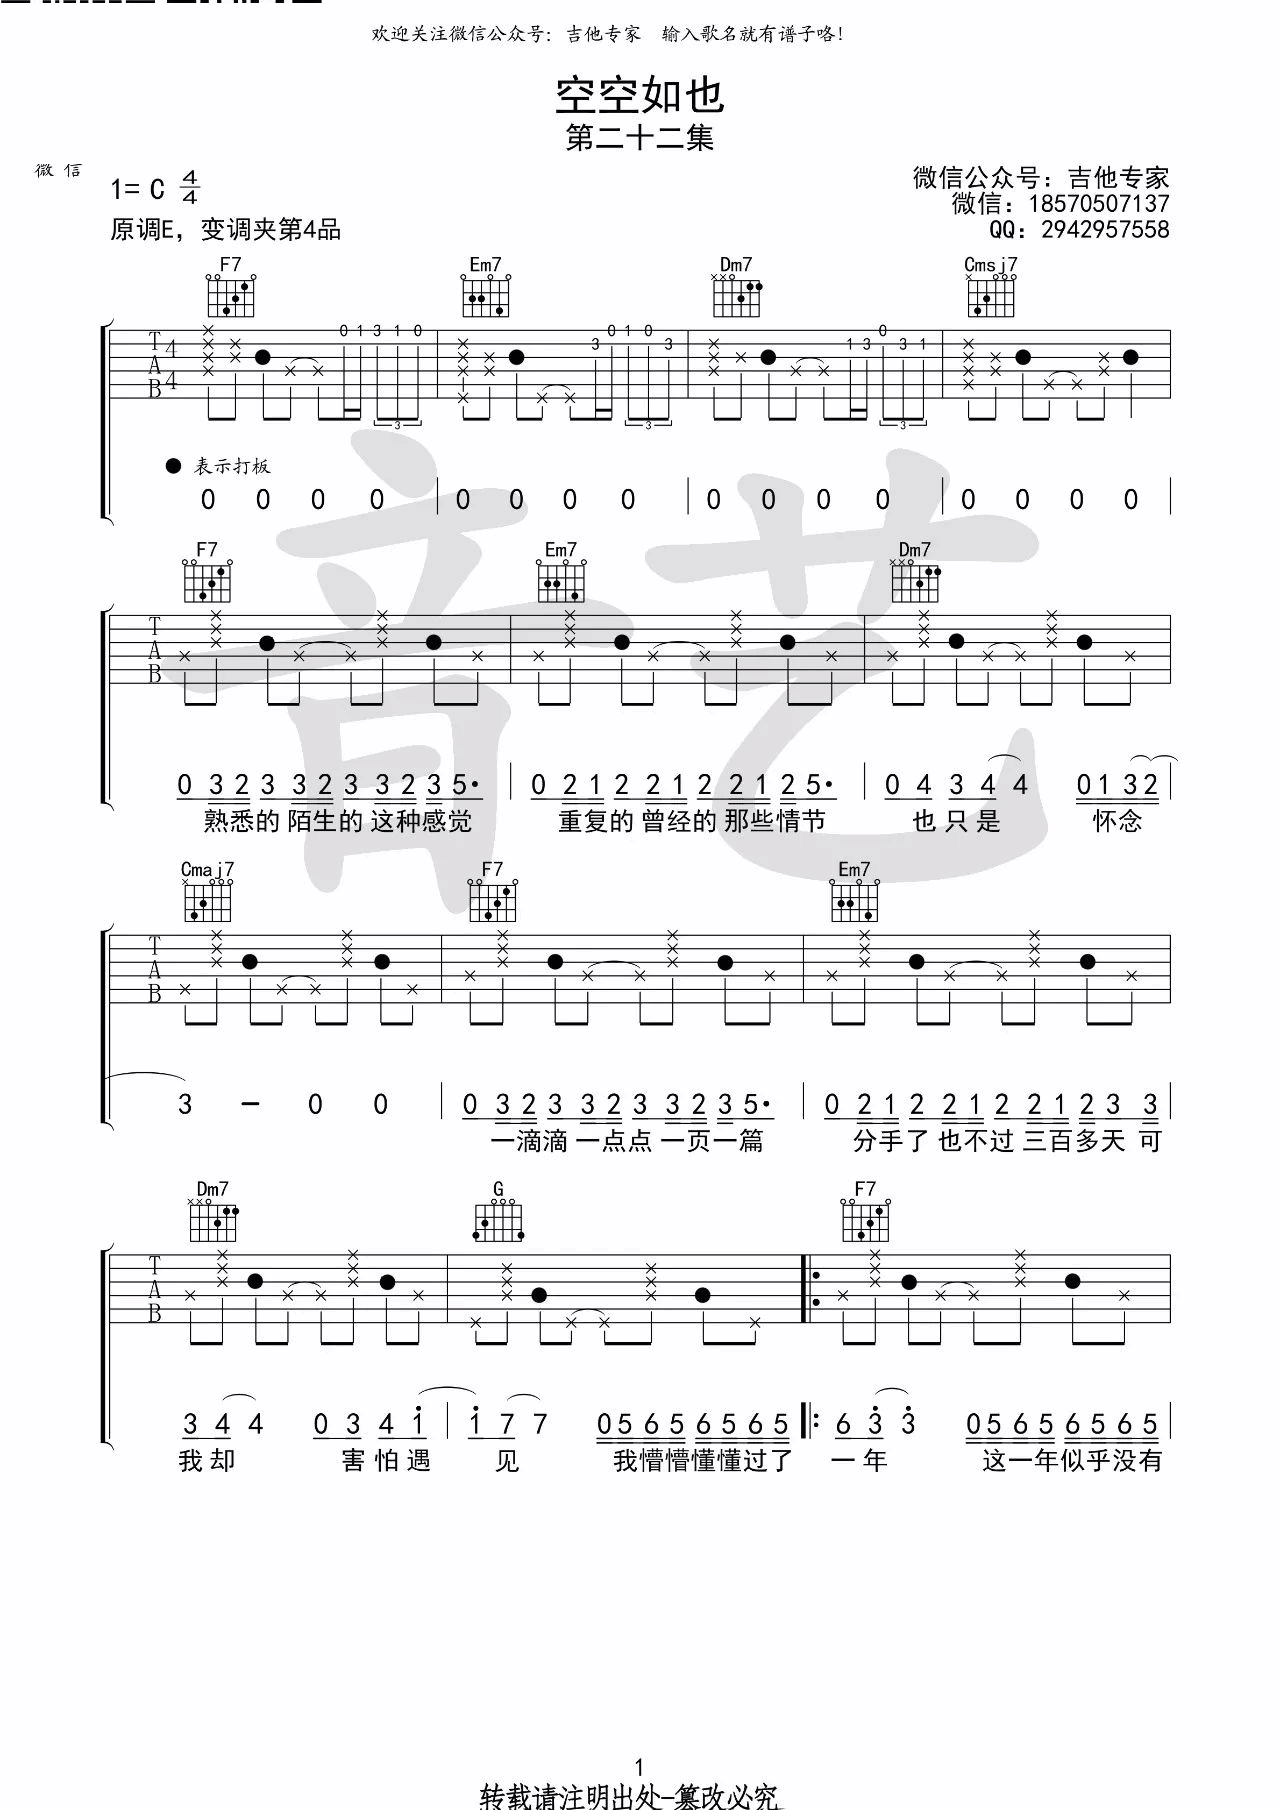 欢迎关注微信公众号：吉他专家　输入歌名就有谱子咯！
空空如也
第二十二集
微 信
1= C 4/4
原调E，变调夹第4品
微信公众号：吉他专家
微信：18570507137
QQ：2942957558
F7 Em7 Dm7 Cmsj7
T A B 4 4
0 1 3 1 0 3 0 1 0 3 1 3 0 3 1
3 3 3
● 表示打板
0 0 0 0 | 0 0 0 0 | 0 0 0 0 | 0 0 0 0 |
F7 Em7 Dm7
T A B
0 3 2 3 3 2 3 3 2 3 5· | 0 2 1 2 2 1 2 2 1 2 5· | 0 4 3 4 4 0 1 3 2
熟悉的 陌生的 这种感觉 重复的 曾经的 那些情节 也只是 怀念
Cmaj7 F7 Em7
T A B
3 － 0 0 | 0 3 2 3 3 2 3 3 2 3 5· | 0 2 1 2 2 1 2 2 1 2 3 3 |
一滴滴 一点点 一页一篇 分手了 也不过 三百多天 可
Dm7 G F7
T A B
3 4 4 0 3 4 1 | 1 7 7 0 5 6 5 6 5 6 5 |: 6 3 3 0 5 6 5 6 5 6 5 |
我却 害怕遇 见 我懵懵懂懂过了 一年 这一年似乎没有
1
转载请注明出处-篡改必究
音艺